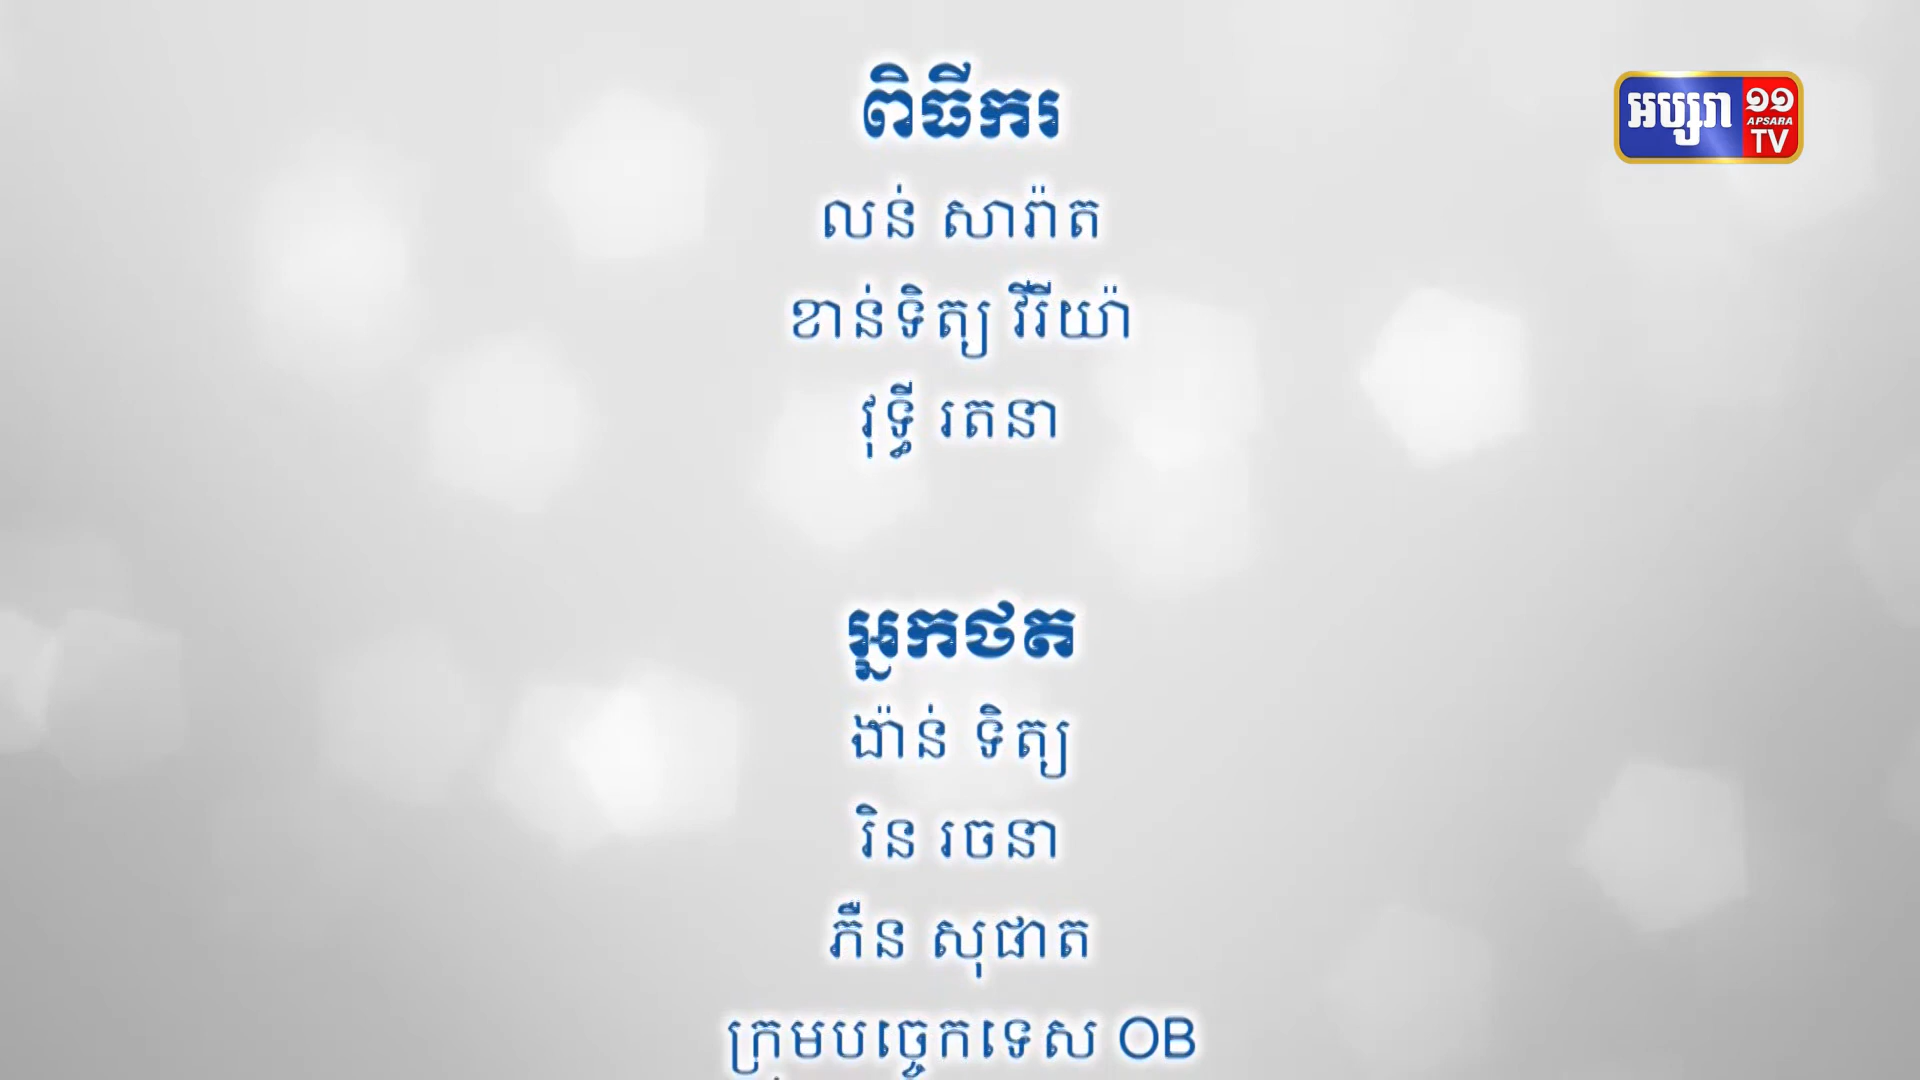 ពិធីករ
អប្សរា ១១
APSARA
TV
លន់ សារ៉ាត
ខាន់ទិត្យ វីរីយ៉ា
វុទ្ធី រតនា
អ្នកថត
ង៉ាន់ ទិត្យ
រិន រចនា
ភឺន សុផាត
ក្រុមបច្ចេកទេស OB